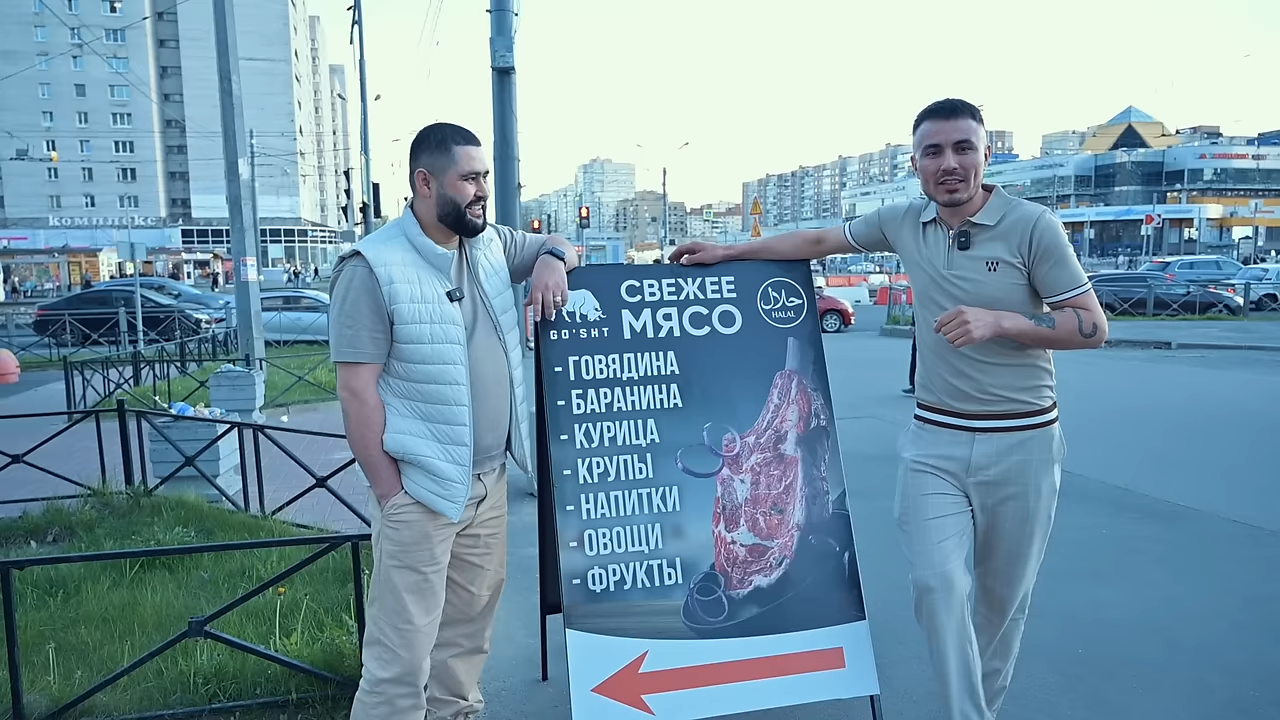 комплекс
GO'SHT
СВЕЖЕЕ
МЯСО
حلال
HALAL
- ГОВЯДИНА
- БАРАНИНА
- КУРИЦА
- КРУПЫ
- НАПИТКИ
- ОВОЩИ
- ФРУКТЫ
W